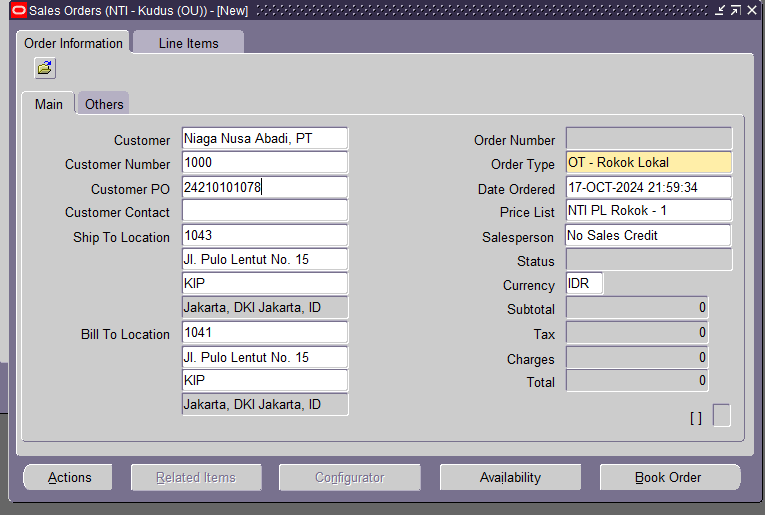 Sales Orders (NTI - Kudus (OU)) - [New]
Order Information
Line Items
Main
Others
Customer Niaga Nusa Abadi, PT
Customer Number 1000
Customer PO 24210101078
Customer Contact
Ship To Location 1043
Jl. Pulo Lentut No. 15
KIP
Jakarta, DKI Jakarta, ID
Bill To Location 1041
Jl. Pulo Lentut No. 15
KIP
Jakarta, DKI Jakarta, ID
Order Number
Order Type OT - Rokok Lokal
Date Ordered 17-OCT-2024 21:59:34
Price List NTI PL Rokok - 1
Salesperson No Sales Credit
Status
Currency IDR
Subtotal 0
Tax 0
Charges 0
Total 0
[ ]
Actions
Related Items
Configurator
Availability
Book Order